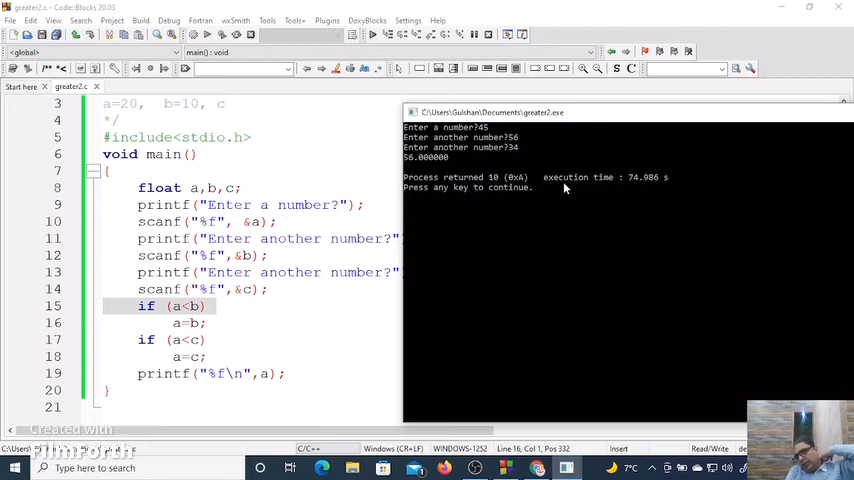 greater2.c - Code::Blocks 20.03
File Edit View Search Project Build Debug Fortran wxSmith Tools Tools+ Plugins DoxyBlocks Settings Help
<global> main() : void
Start here greater2.c
3 a=20, b=10, c
4 */
5 #include<stdio.h>
6 void main()
7 {
8 float a,b,c;
9 printf("Enter a number?");
10 scanf("%f", &a);
11 printf("Enter another number?"
12 scanf("%f",&b);
13 printf("Enter another number?"
14 scanf("%f",&c);
15 if (a<b)
16 a=b;
17 if (a<c)
18 a=c;
19 printf("%f\n",a);
20 }
21
C:\Users\Gulshan\Documents\greater2.exe
Enter a number?45
Enter another number?56
Enter another number?34
56.000000
Process returned 10 (0xA) execution time : 74.986 s
Press any key to continue.
Created with
FilmForth
C/C++ Windows (CR+LF) WINDOWS-1252 Line 16, Col 1, Pos 332 Insert Read/Write
Type here to search
7°C